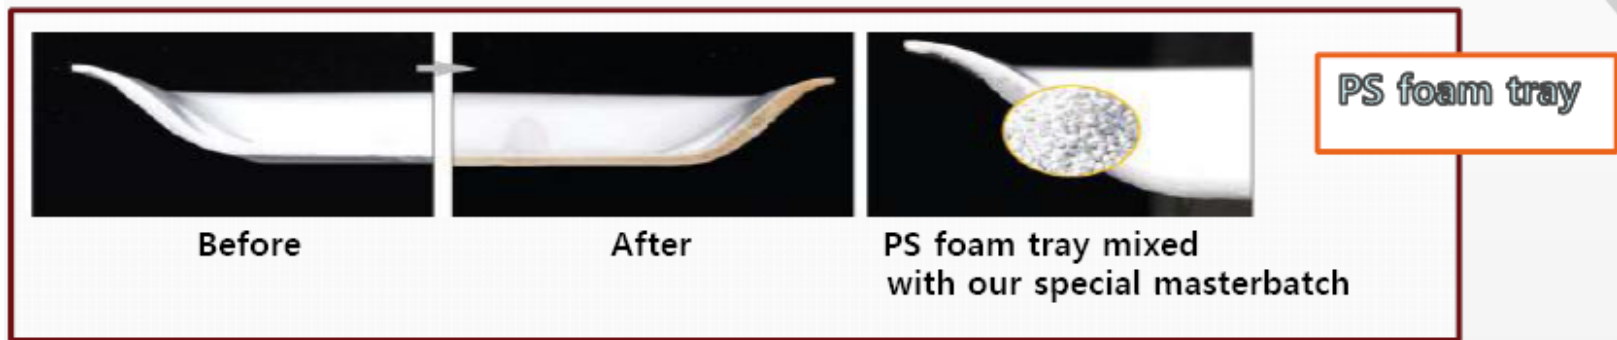 PS foam tray
Before
After
PS foam tray mixed
with our special masterbatch